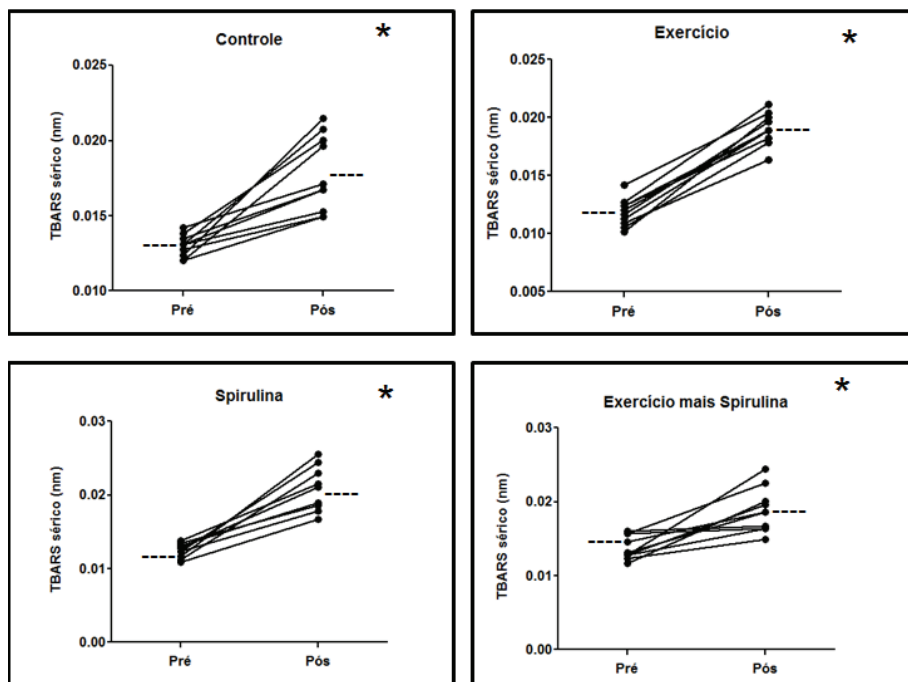 Controle
*
0.025
0.020
0.015
0.010
TBARS sérico (nm)
Pré
Pós
Exercício
*
0.025
0.020
0.015
0.010
0.005
TBARS sérico (nm)
Pré
Pós
Spirulina
*
0.03
0.02
0.01
0.00
TBARS sérico (nm)
Pré
Pós
Exercício mais Spirulina
*
0.03
0.02
0.01
0.00
TBARS sérico (nm)
Pré
Pós